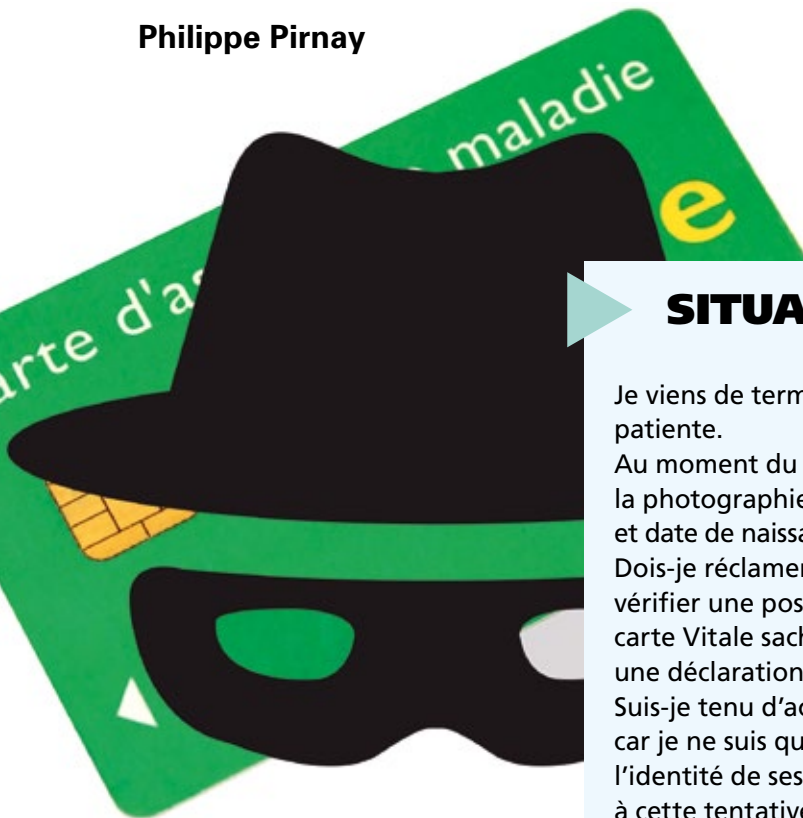 Philippe Pirnay
arte d'as maladie
e
SITUA
Je viens de term
patiente.
Au moment du
la photographie
et date de naissa
Dois-je réclamer
vérifier une pos
carte Vitale sach
une déclaration
Suis-je tenu d'ac
car je ne suis qu
l'identité de ses
à cette tentative